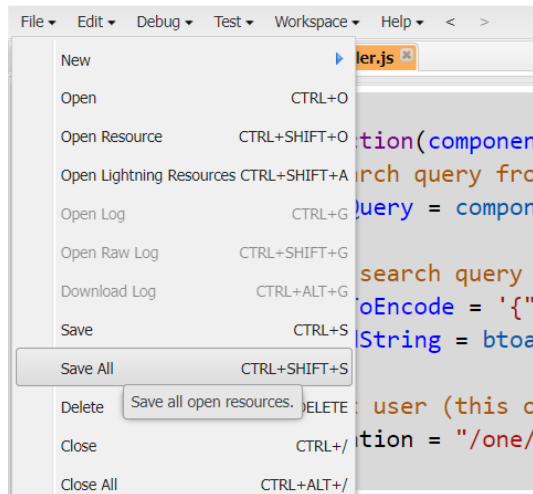 File Edit Debug Test Workspace Help < >
New
ler.js
Open CTRL+O
Open Resource CTRL+SHIFT+O
tion(componen
Open Lightning Resources CTRL+SHIFT+A
rch query fro
Open Log CTRL+G
Query = compon
Open Raw Log CTRL+SHIFT+G
search query
Download Log CTRL+ALT+G
oEncode = '{"
Save CTRL+S
String = btoa
Save All CTRL+SHIFT+S
Save all open resources.
Delete DELETE
user (this c
Close CTRL+/
tion = "/one/
Close All CTRL+ALT+/